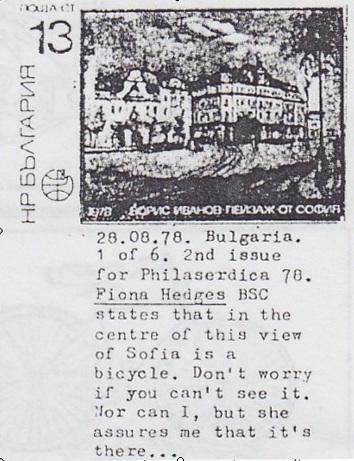 ПОЩА СТ
13
НР БЪЛГАРИЯ
1978 БОРИС ИВАНОВ-ПЕЙЗАЖ ОТ СОФИЯ
28.08.78. Bulgaria.
1 of 6. 2nd issue
for Philaserdica 78.
Fiona Hedges BSC
states that in the
centre of this view
of Sofia is a
bicycle. Don't worry
if you can't see it.
Nor can I, but she
assures me that it's
there...